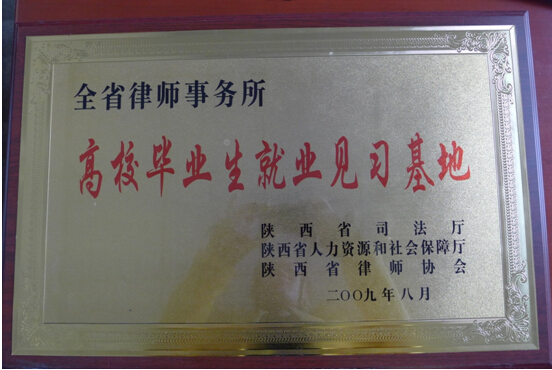 全省律师事务所
高校毕业生就业见习基地
陕西省司法厅
陕西省人力资源和社会保障厅
陕西省律师协会
二〇〇九年八月